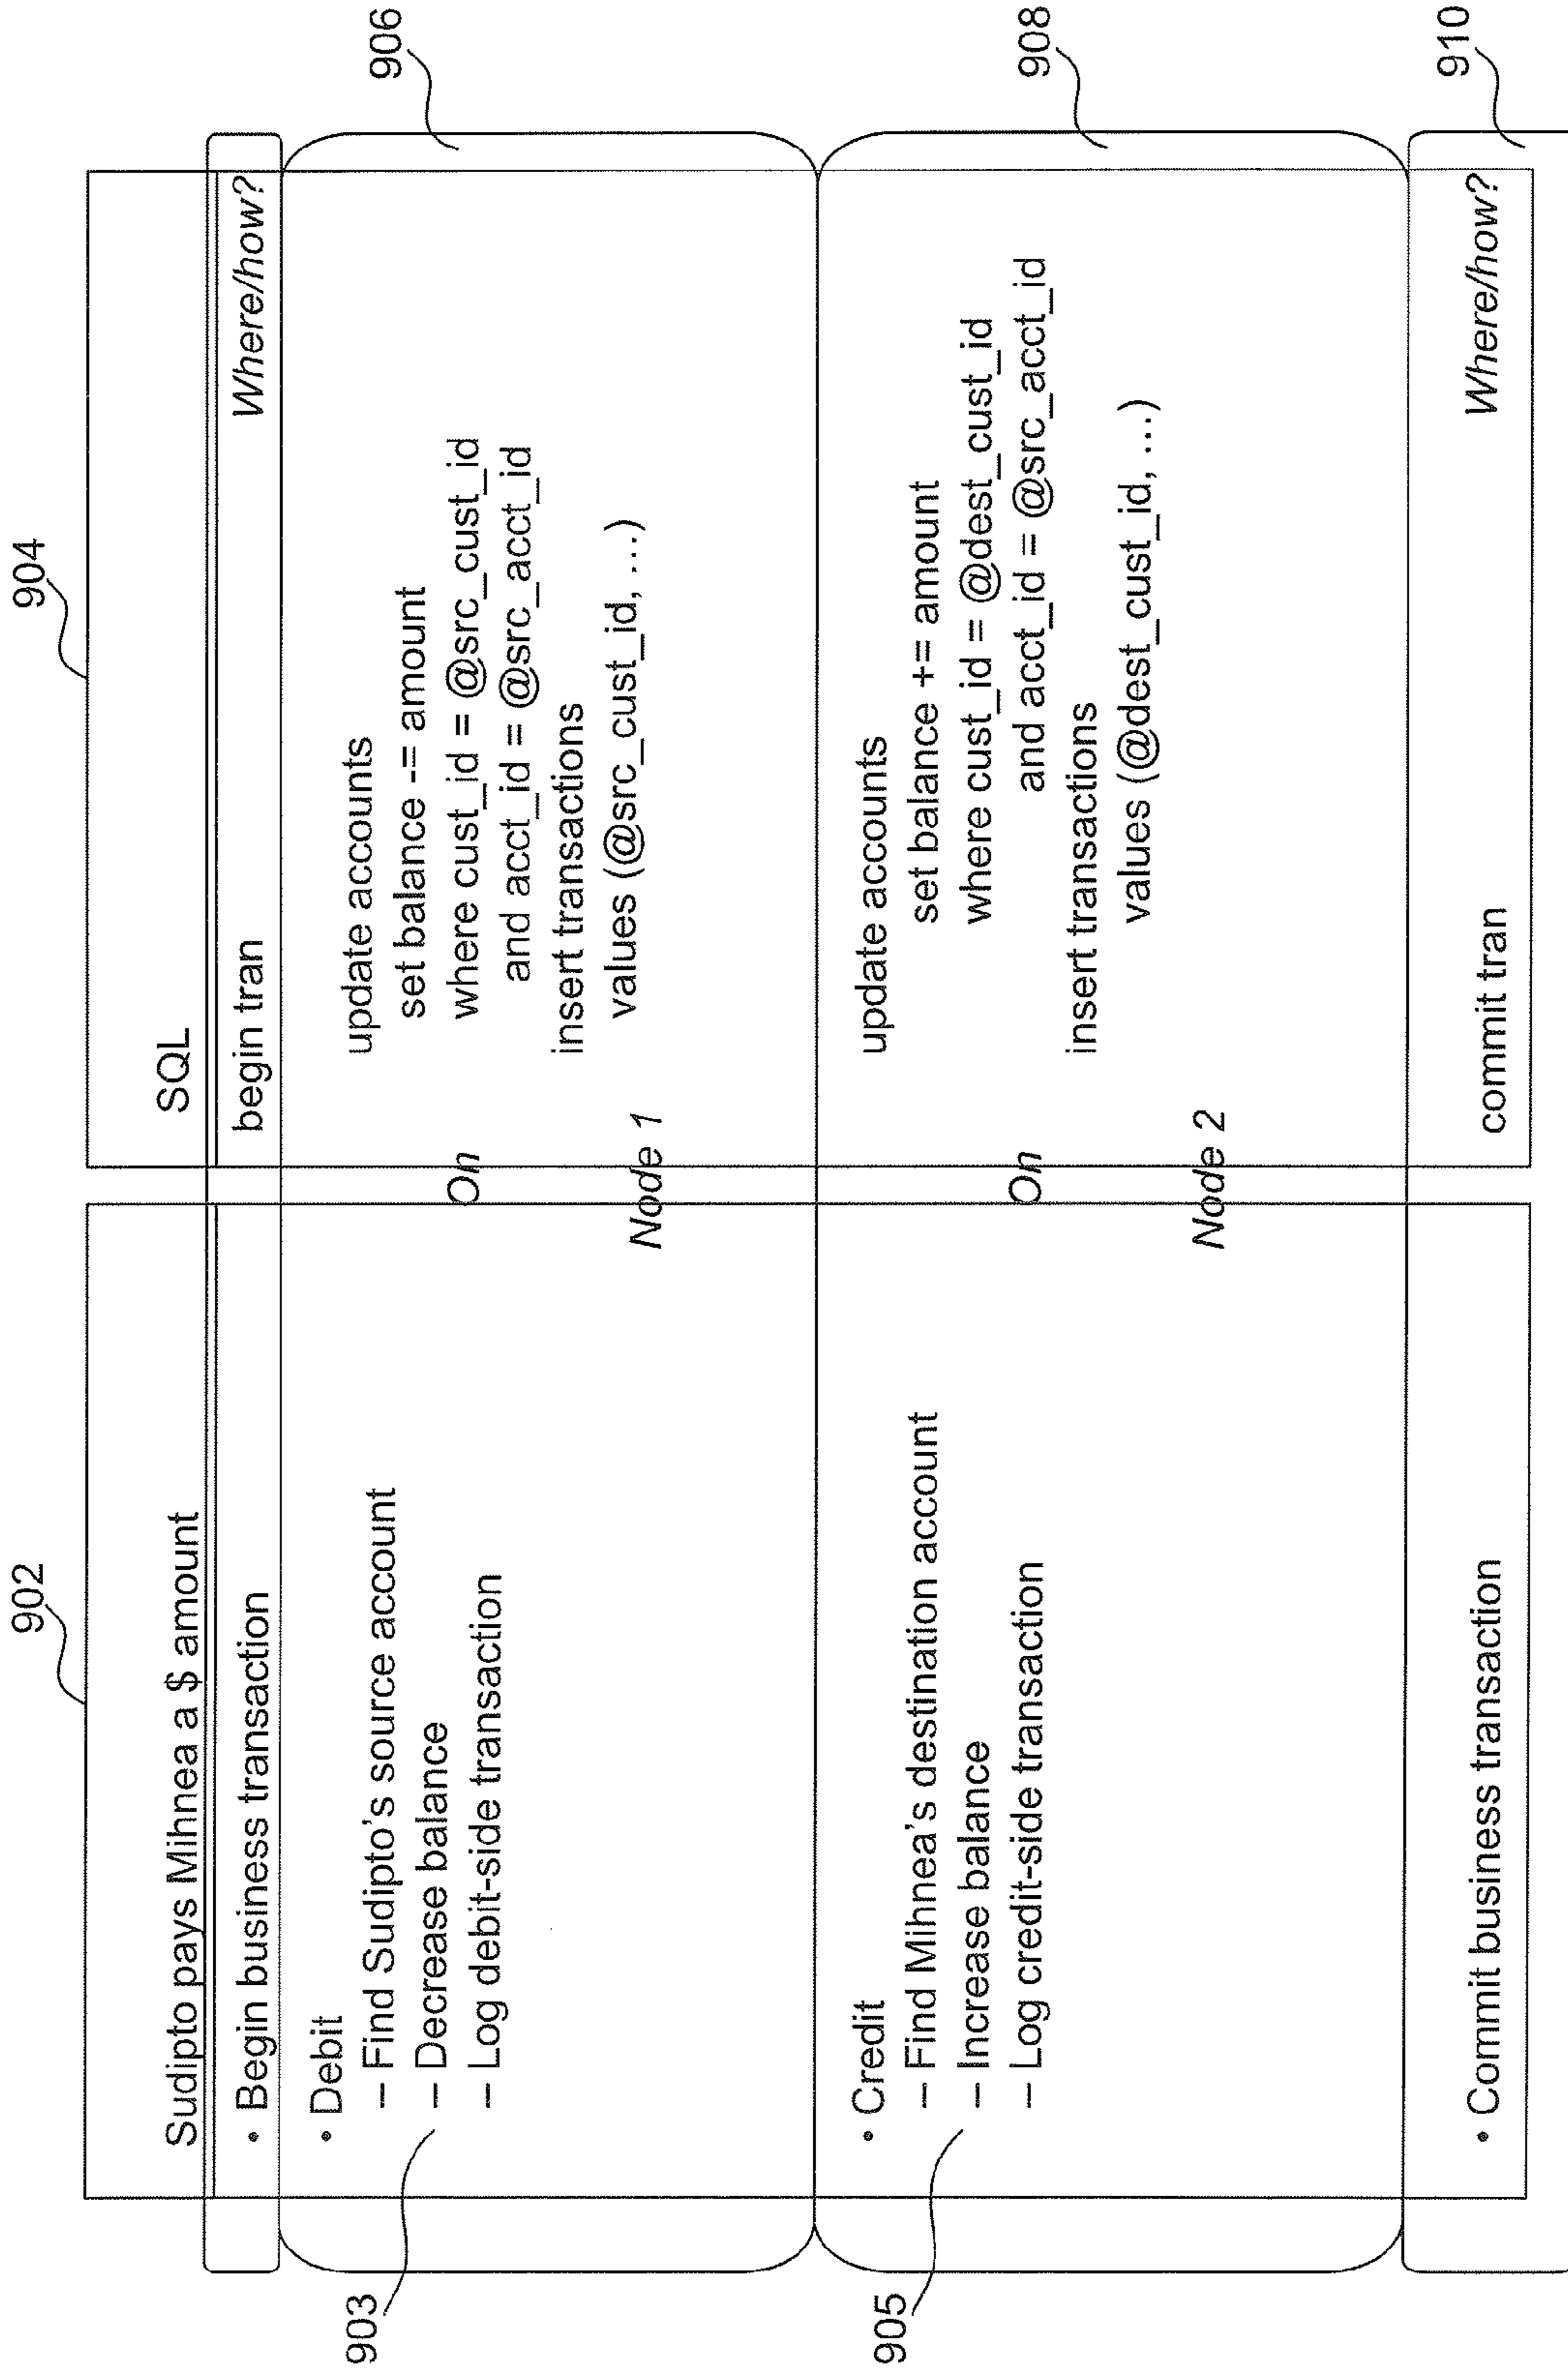 902
Sudipto pays Mihnea a $ amount
• Begin business transaction
903
• Debit
– Find Sudipto's source account
– Decrease balance
– Log debit-side transaction
905
• Credit
– Find Mihnea's destination account
– Increase balance
– Log credit-side transaction
• Commit business transaction
On
Node 1
On
Node 2
904
SQL
begin tran Where/how?
906
update accounts
set balance -= amount
where cust_id = @src_cust_id
and acct_id = @src_acct_id
insert transactions
values (@src_cust_id, ...)
908
update accounts
set balance += amount
where cust_id = @dest_cust_id
and acct_id = @src_acct_id
insert transactions
values (@dest_cust_id, ...)
910
commit tran Where/how?